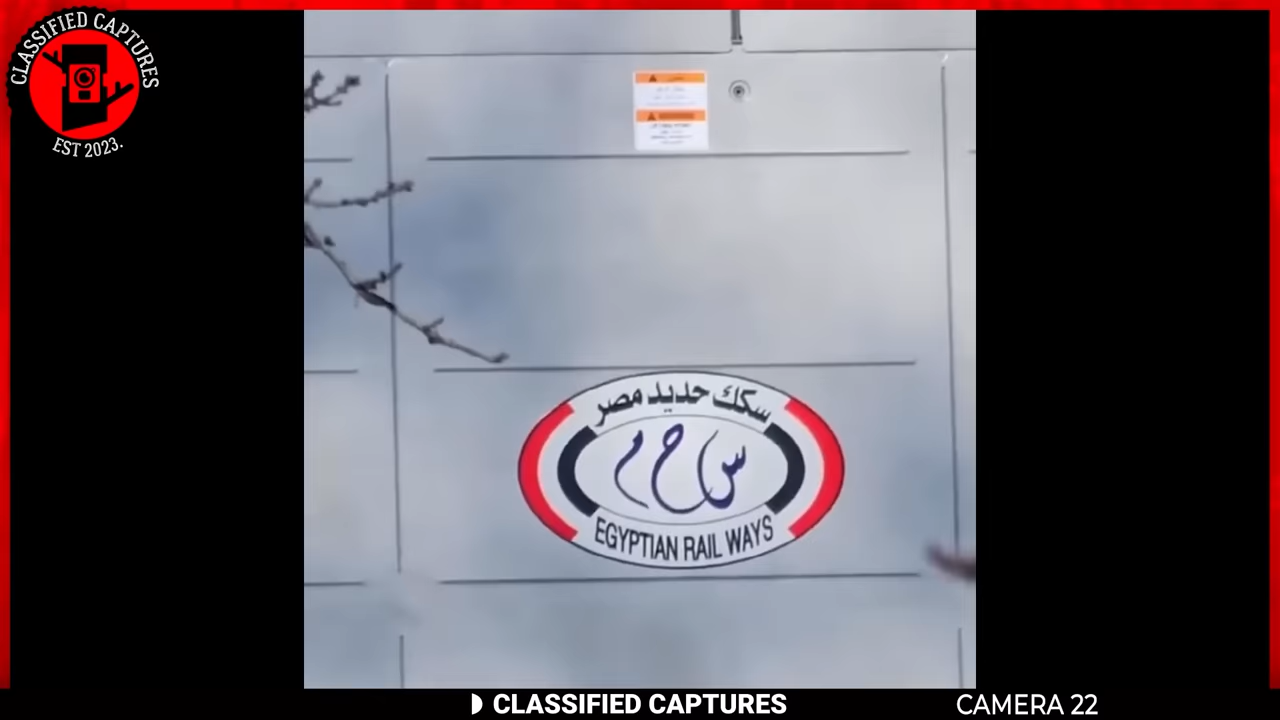 CLASSIFIED CAPTURES
EST 2023.
سكك حديد مصر
س ح م
EGYPTIAN RAIL WAYS
CLASSIFIED CAPTURES
CAMERA 22